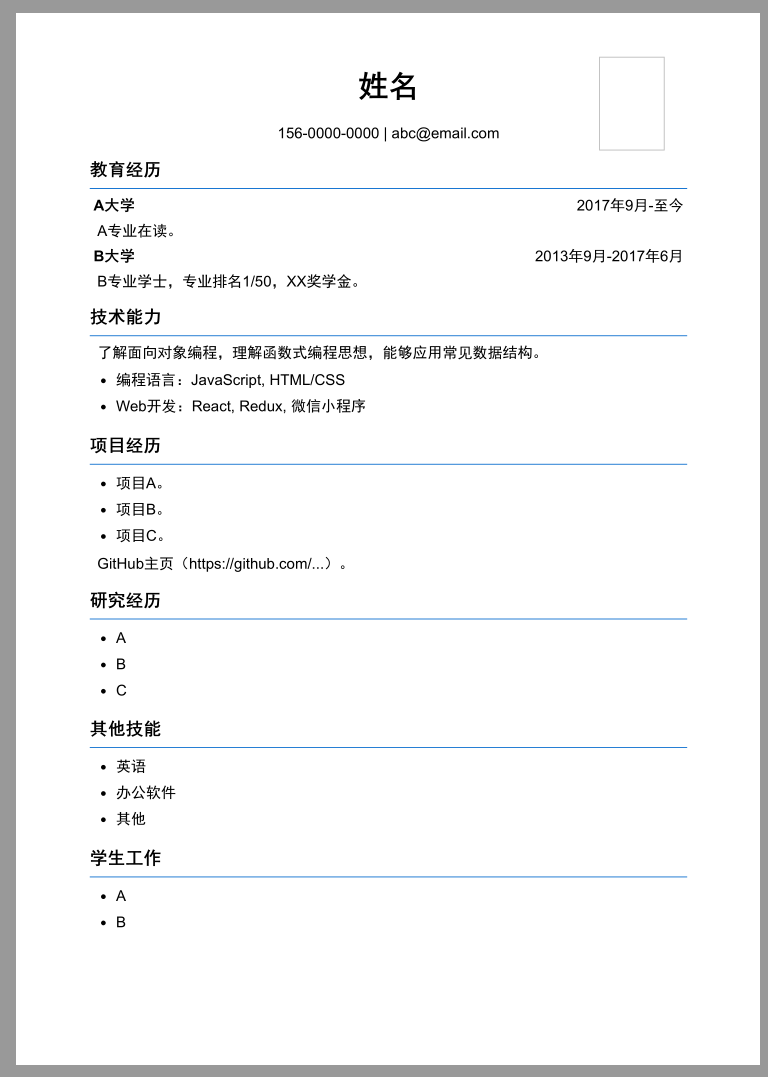 姓名
156-0000-0000 | abc@email.com
教育经历
A大学 2017年9月-至今
A专业在读。
B大学 2013年9月-2017年6月
B专业学士，专业排名1/50，XX奖学金。
技术能力
了解面向对象编程，理解函数式编程思想，能够应用常见数据结构。
• 编程语言：JavaScript, HTML/CSS
• Web开发：React, Redux, 微信小程序
项目经历
• 项目A。
• 项目B。
• 项目C。
GitHub主页（https://github.com/...）。
研究经历
• A
• B
• C
其他技能
• 英语
• 办公软件
• 其他
学生工作
• A
• B